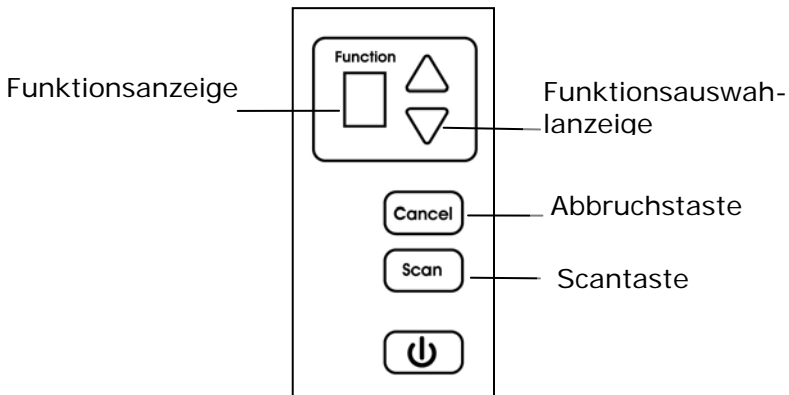 Function
Funktionsanzeige
Funktionsauswah-
lanzeige
Cancel
Abbruchstaste
Scan
Scantaste